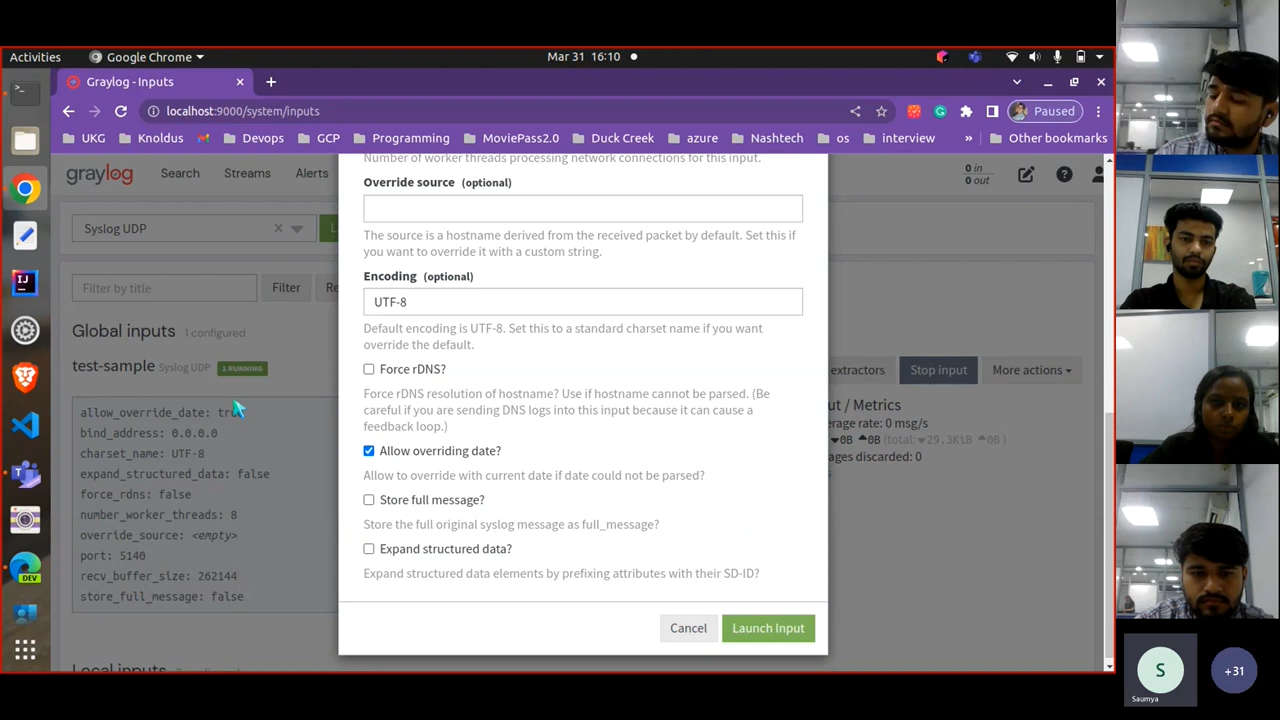 Activities
Google Chrome
Mar 31 16:10
Graylog - Inputs
localhost:9000/system/inputs
Paused
UKG
Knoldus
Devops
GCP
Programming
MoviePass2.0
Duck Creek
azure
Nashtech
os
interview
»
Other bookmarks
graylog
Search
Streams
Alerts
0 in
0 out
Number of worker threads processing network connections for this input.
Override source (optional)
The source is a hostname derived from the received packet by default. Set this if
you want to override it with a custom string.
Encoding (optional)
UTF-8
Default encoding is UTF-8. Set this to a standard charset name if you want
override the default.
Force rDNS?
Force rDNS resolution of hostname? Use if hostname cannot be parsed. (Be
careful if you are sending DNS logs into this input because it can cause a
feedback loop.)
Allow overriding date?
Allow to override with current date if date could not be parsed?
Store full message?
Store the full original syslog message as full_message?
Expand structured data?
Expand structured data elements by prefixing attributes with their SD-ID?
Cancel
Launch Input
Syslog UDP
Filter by title
Filter
Re
Global inputs 1 configured
test-sample Syslog UDP 1 RUNNING
allow_override_date: tru
bind_address: 0.0.0.0
charset_name: UTF-8
expand_structured_data: false
force_rdns: false
number_worker_threads: 8
override_source: <empty>
port: 5140
recv_buffer_size: 262144
store_full_message: false
extractors
Stop input
More actions
ut / Metrics
erage rate: 0 msg/s
0B 0B (total: 29.3KiB 0B)
ages discarded: 0
DEV
S
Saumya
+31